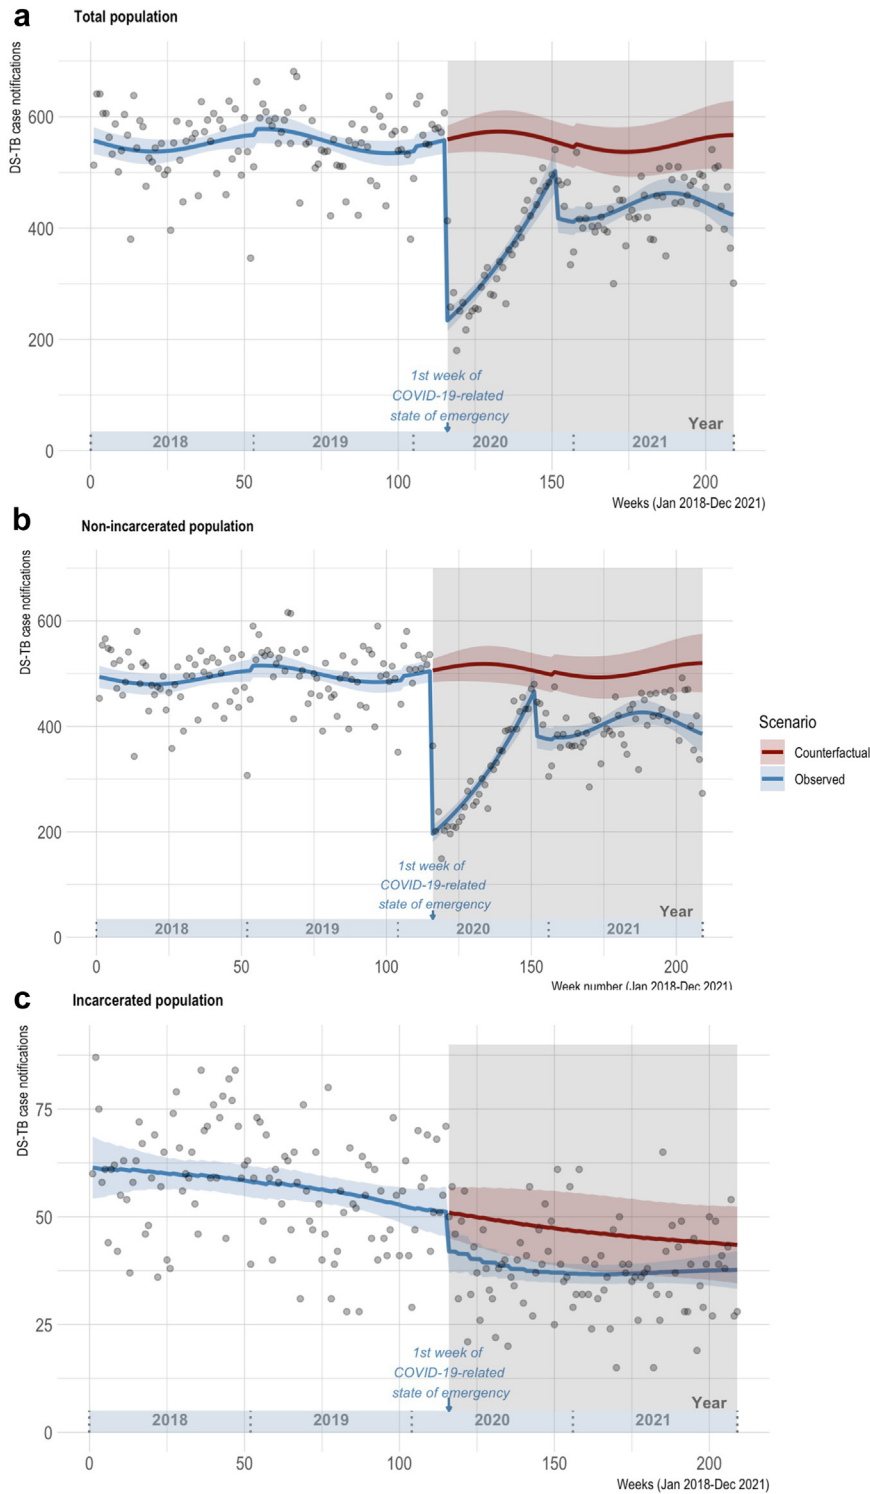 a
Total population
DS-TB case notifications
600
400
200
0
1st week of
COVID-19-related
state of emergency
Year
2018 2019 2020 2021
0 50 100 150 200
Weeks (Jan 2018-Dec 2021)
b
Non-incarcerated population
DS-TB case notifications
600
400
200
0
1st week of
COVID-19-related
state of emergency
Year
2018 2019 2020 2021
0 50 100 150 200
Week number (Jan 2018-Dec 2021)
Scenario
Counterfactual
Observed
c
Incarcerated population
DS-TB case notifications
75
50
25
0
1st week of
COVID-19-related
state of emergency
Year
2018 2019 2020 2021
0 50 100 150 200
Weeks (Jan 2018-Dec 2021)